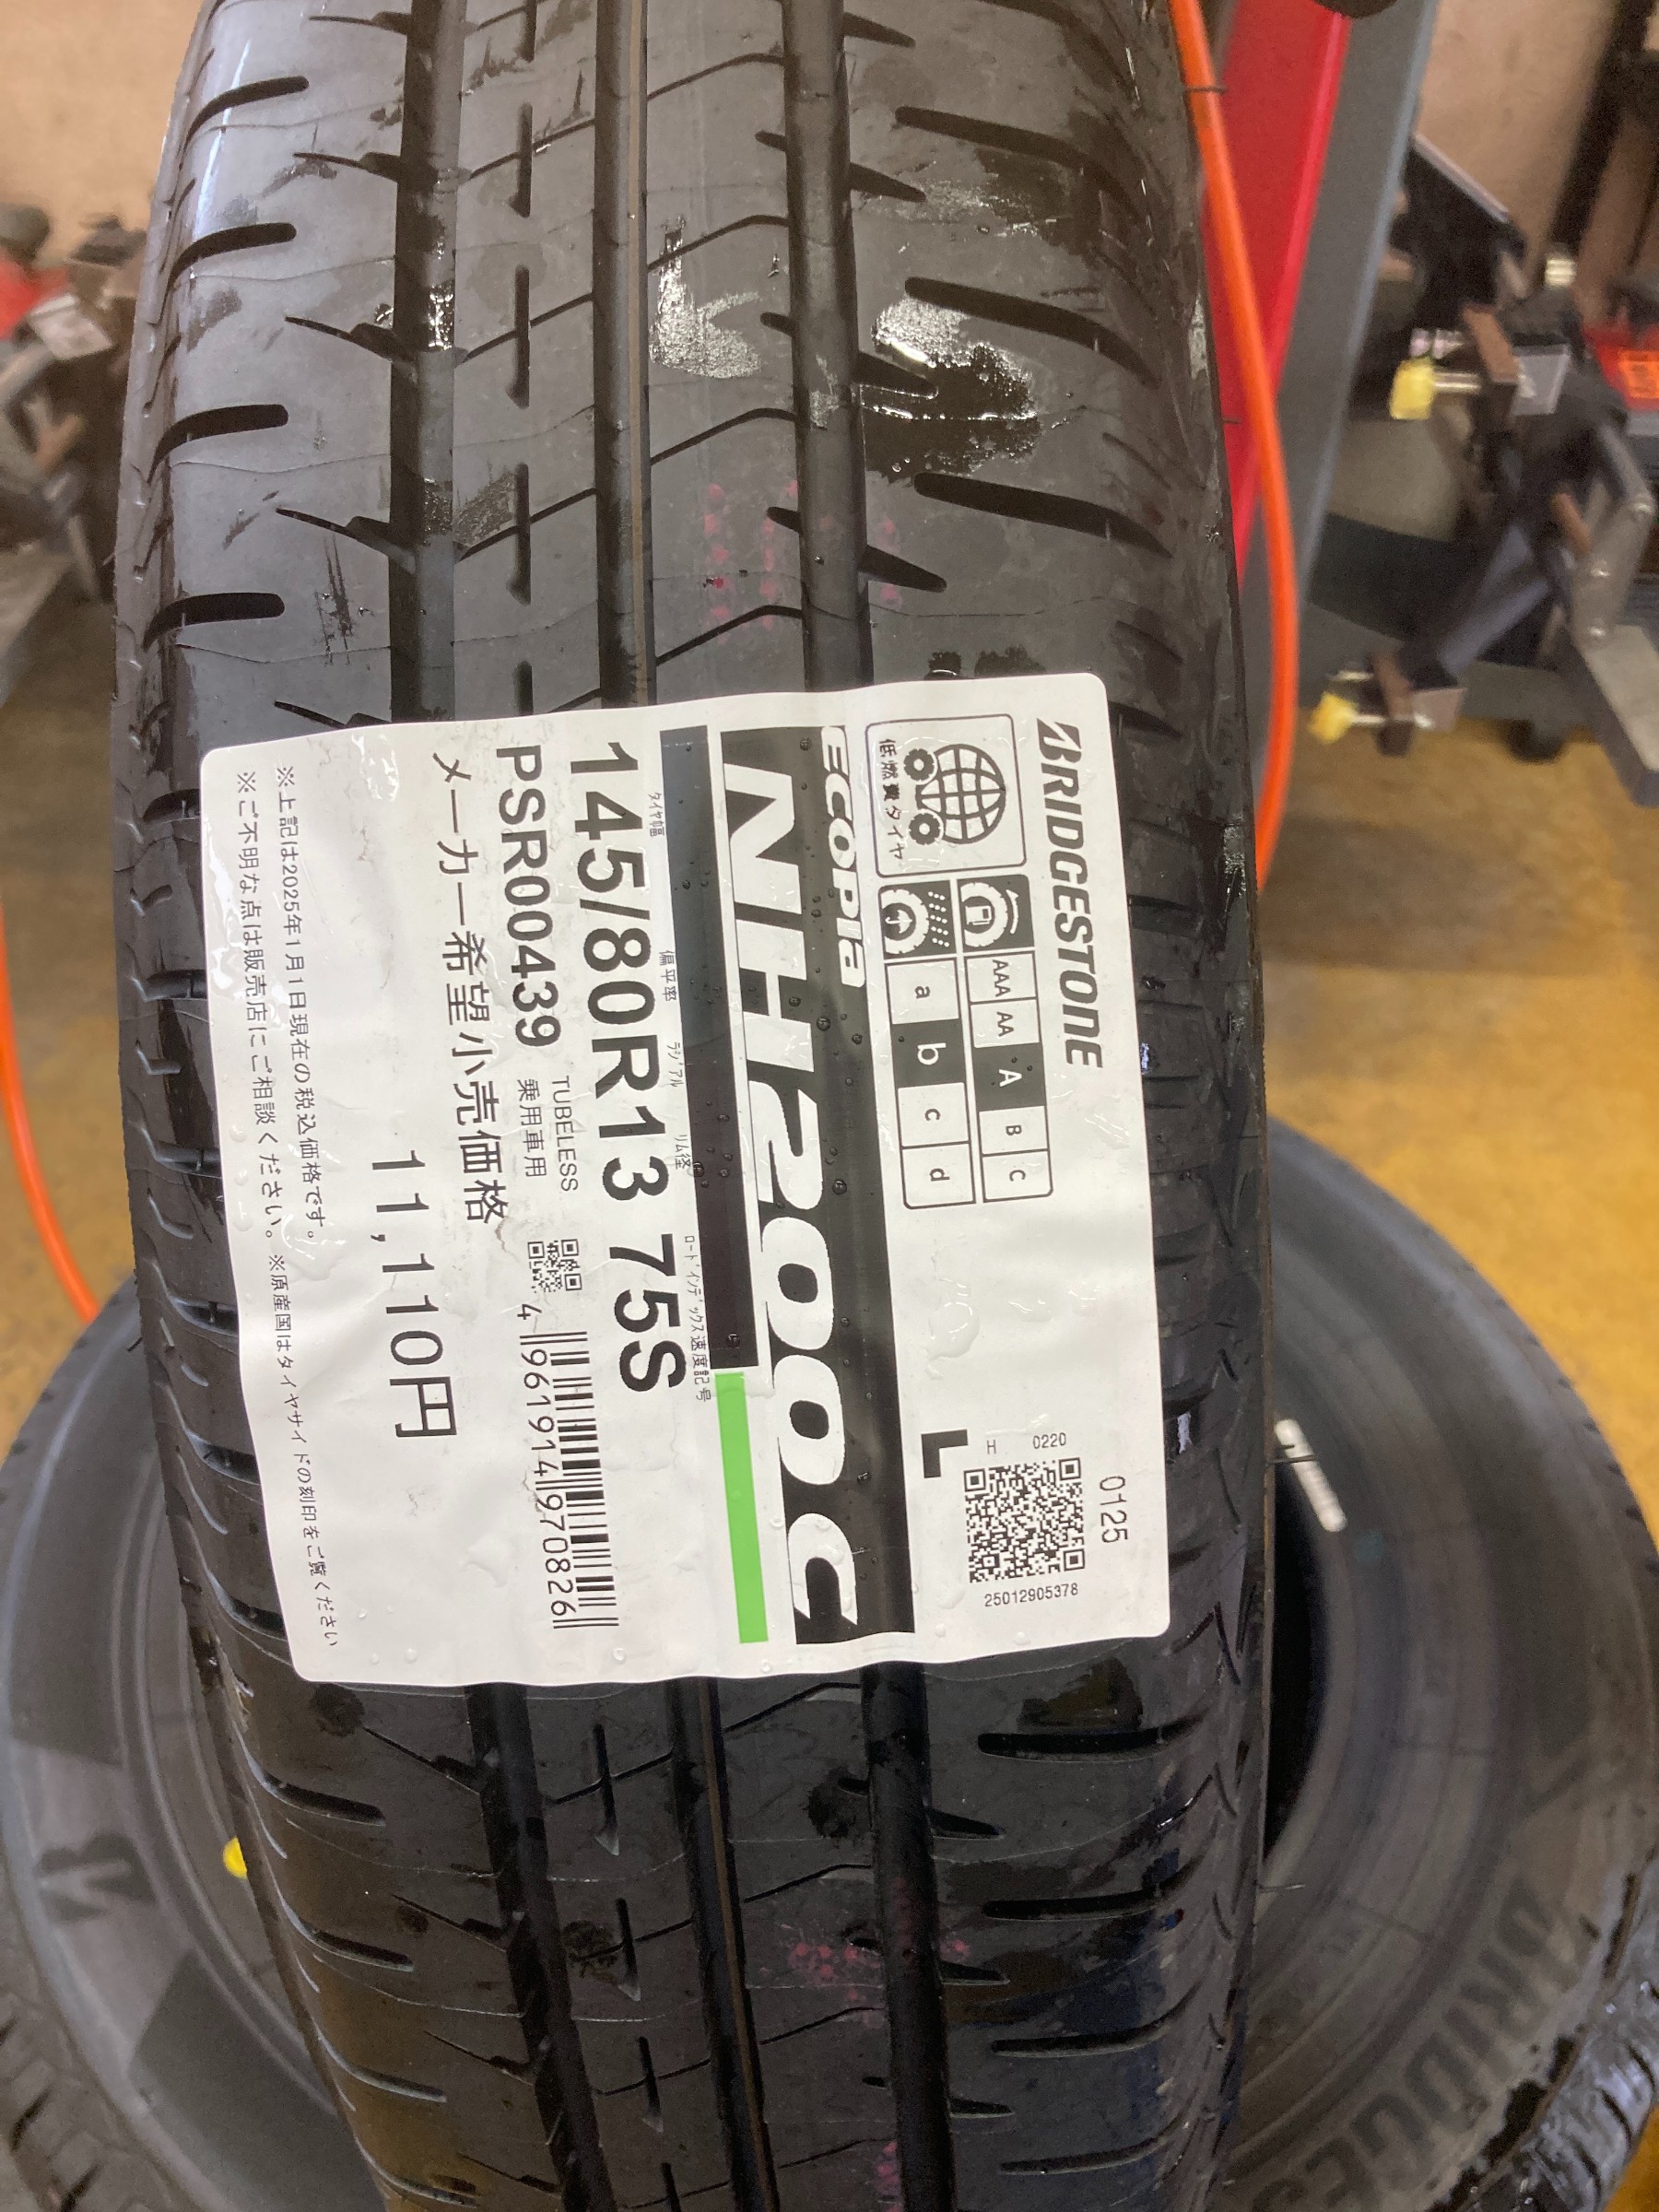 BRIDGESTONE
0125
H 0220
25012905378
L
低燃費タイヤ
AAA AA A B C
a b c d
ECOPIA
NH200 C
タイヤ幅 偏平率 ラジアル リム径 ロードインデックス 速度記号
145/80R13 75S
PSR00439
TUBELESS
乗用車用
4 961914 970826
メーカー希望小売価格
11,110円
※上記は2025年1月1日現在の税込価格です。
※ご不明な点は販売店にご相談ください。 ※原産国はタイヤサイドの刻印をご覧ください
BRIDGES